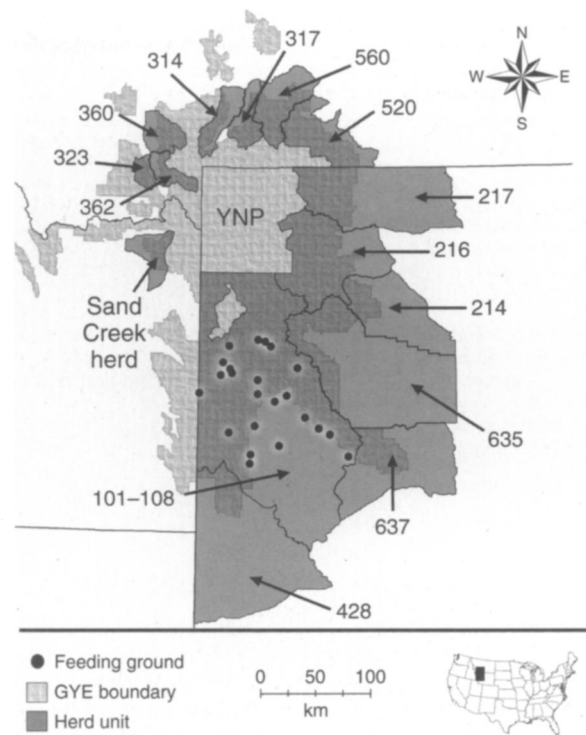 N
W E
S
314
317
560
360
520
323
362
217
YNP
216
214
Sand
Creek
herd
635
101–108
637
428
Feeding ground
GYE boundary
Herd unit
0 50 100
km